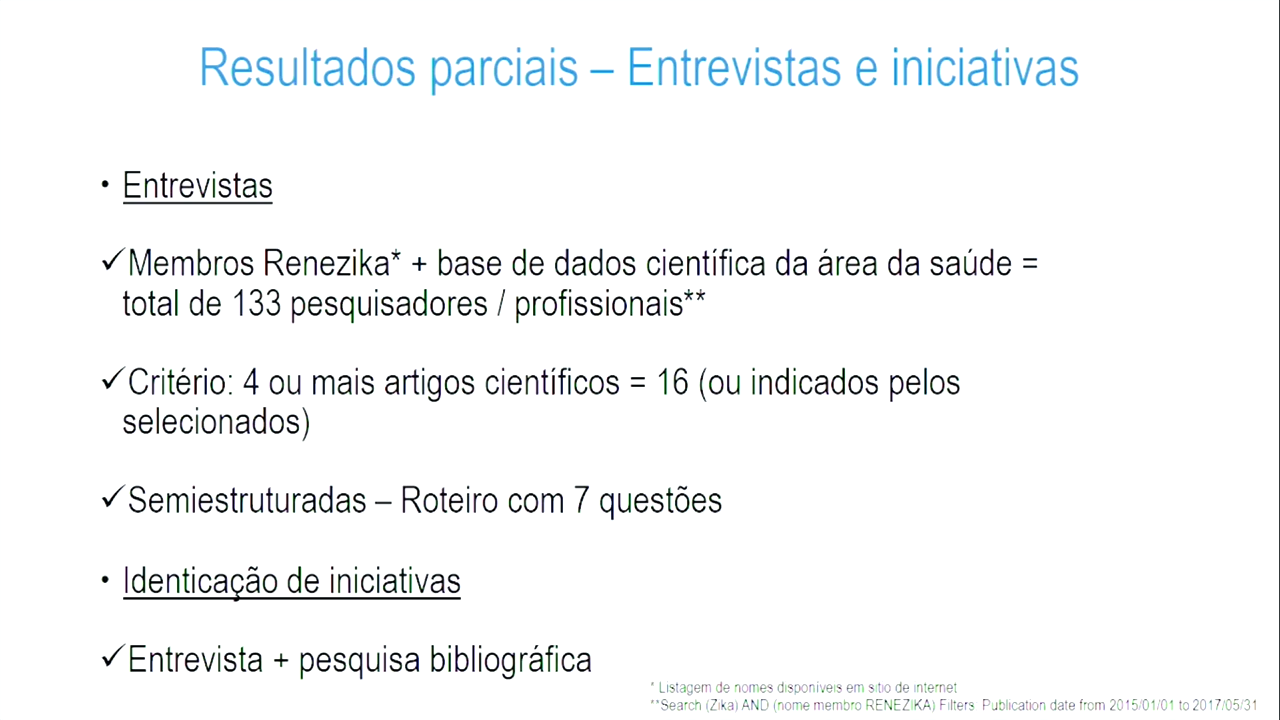 Resultados parciais – Entrevistas e iniciativas
• Entrevistas
✓Membros Renezika* + base de dados científica da área da saúde =
total de 133 pesquisadores / profissionais**
✓Critério: 4 ou mais artigos científicos = 16 (ou indicados pelos
selecionados)
✓Semiestruturadas – Roteiro com 7 questões
• Identicação de iniciativas
✓Entrevista + pesquisa bibliográfica
* Listagem de nomes disponíveis em sitio de internet
**Search (Zika) AND (nome membro RENEZIKA) Filters Publication date from 2015/01/01 to 2017/05/31